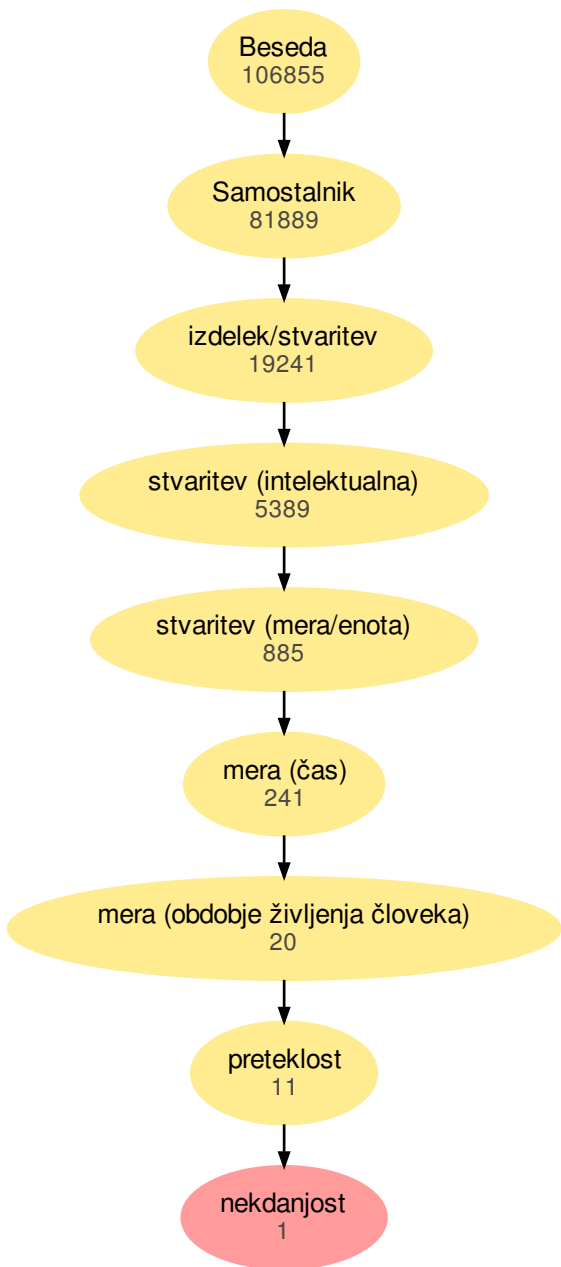 Beseda
106855
Samostalnik
81889
izdelek/stvaritev
19241
stvaritev (intelektualna)
5389
stvaritev (mera/enota)
885
mera (čas)
241
mera (obdobje življenja človeka)
20
preteklost
11
nekdanjost
1